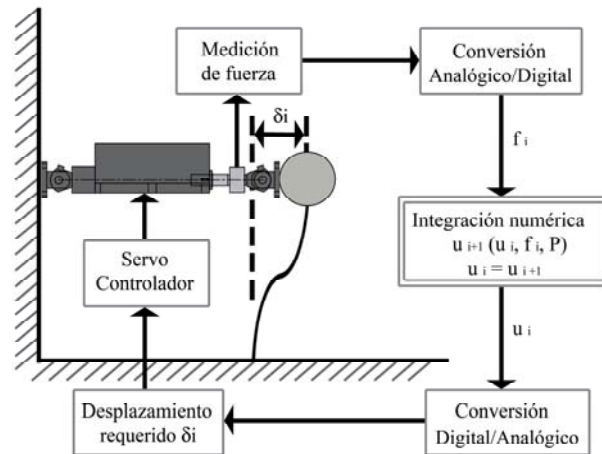 Medición
de fuerza
Conversión
Analógico/Digital
δi
f i
Integración numérica
u i+1 (u i, f i, P)
u i = u i+1
Servo
Controlador
u i
Desplazamiento
requerido δi
Conversión
Digital/Analógico